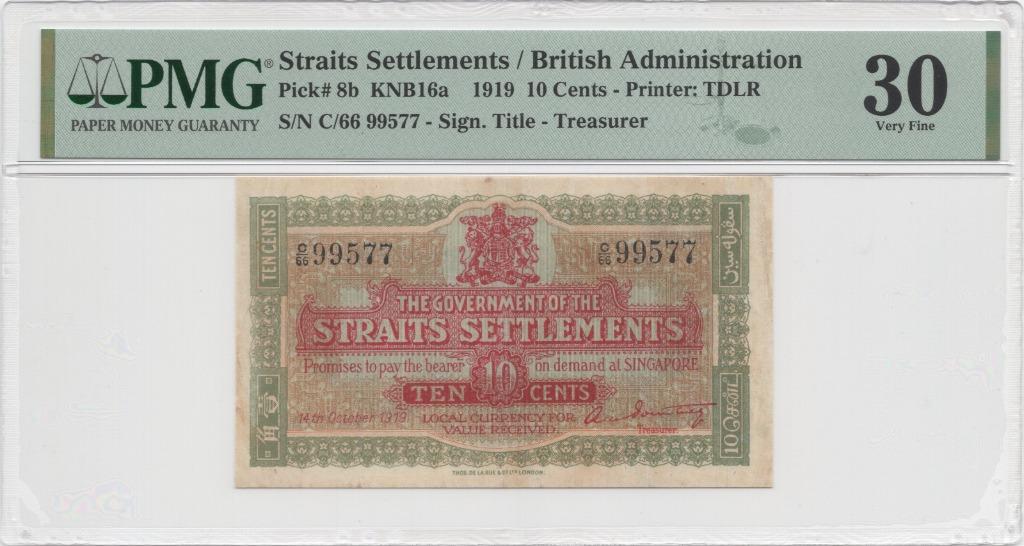 PMG®
PAPER MONEY GUARANTY
Straits Settlements / British Administration
Pick# 8b KNB16a 1919 10 Cents - Printer: TDLR
S/N C/66 99577 - Sign. Title - Treasurer
30
Very Fine
TEN CENTS
C/66 99577
C/66 99577
THE GOVERNMENT OF THE
STRAITS SETTLEMENTS
Promises to pay the bearer on demand at SINGAPORE
10
TEN CENTS
14th October 1919
LOCAL CURRENCY FOR
VALUE RECEIVED.
Treasurer.
壹角
10 செண்
THOS. DE LA RUE & CO LTD LONDON.